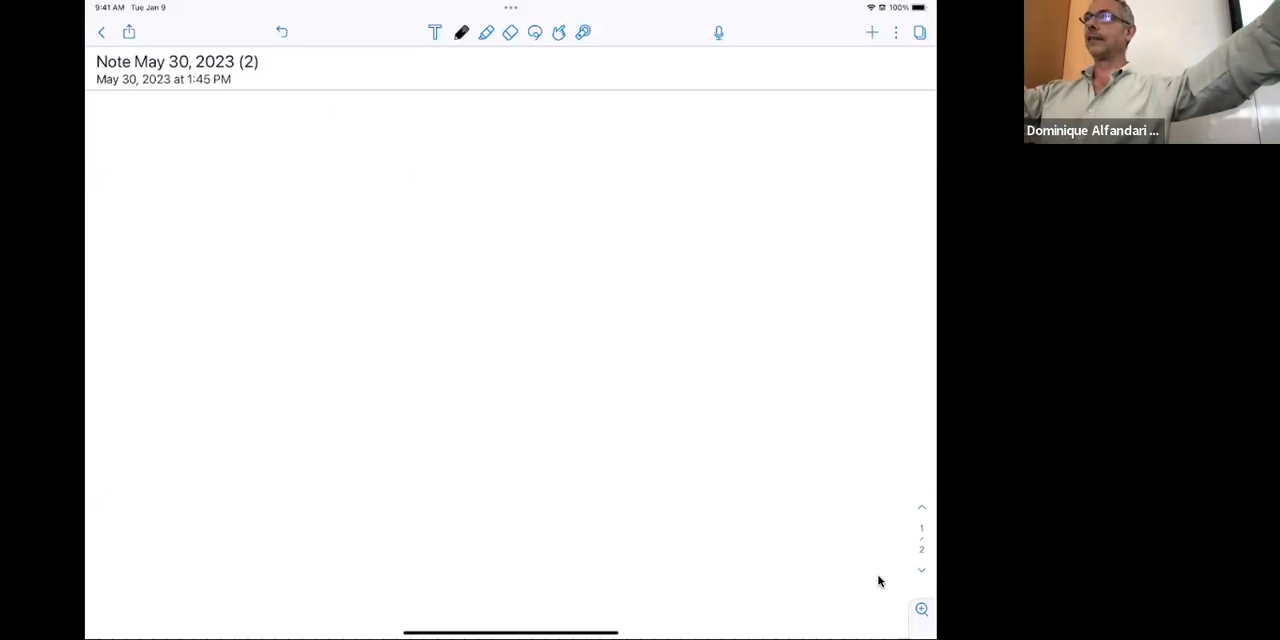 9:41 AM Tue Jan 9
100%
Note May 30, 2023 (2)
May 30, 2023 at 1:45 PM
Dominique Alfandari ...
1
/
2